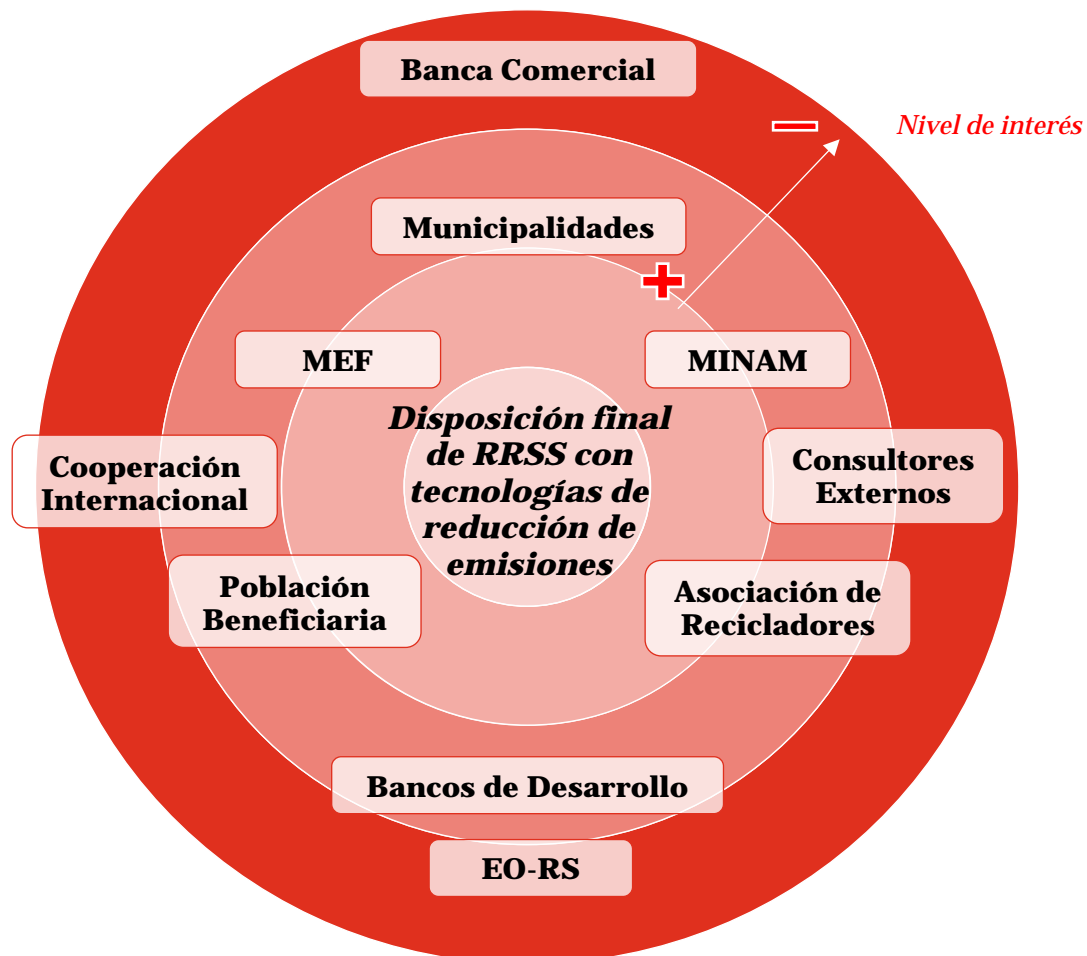 Banca Comercial
Nivel de interés
Municipalidades
MEF
MINAM
Disposición final
de RRSS con
tecnologías de
reducción de
emisiones
Cooperación
Internacional
Consultores
Externos
Población
Beneficiaria
Asociación de
Recicladores
Bancos de Desarrollo
EO-RS